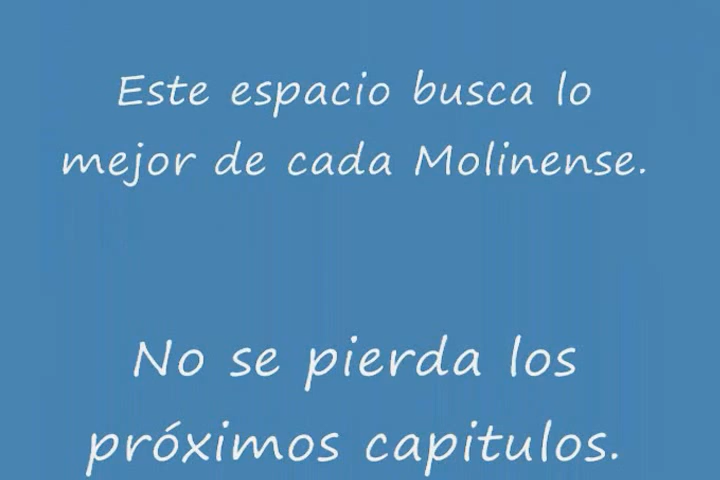 Este espacio busca lo
mejor de cada Molinense.
No se pierda los
próximos capitulos.